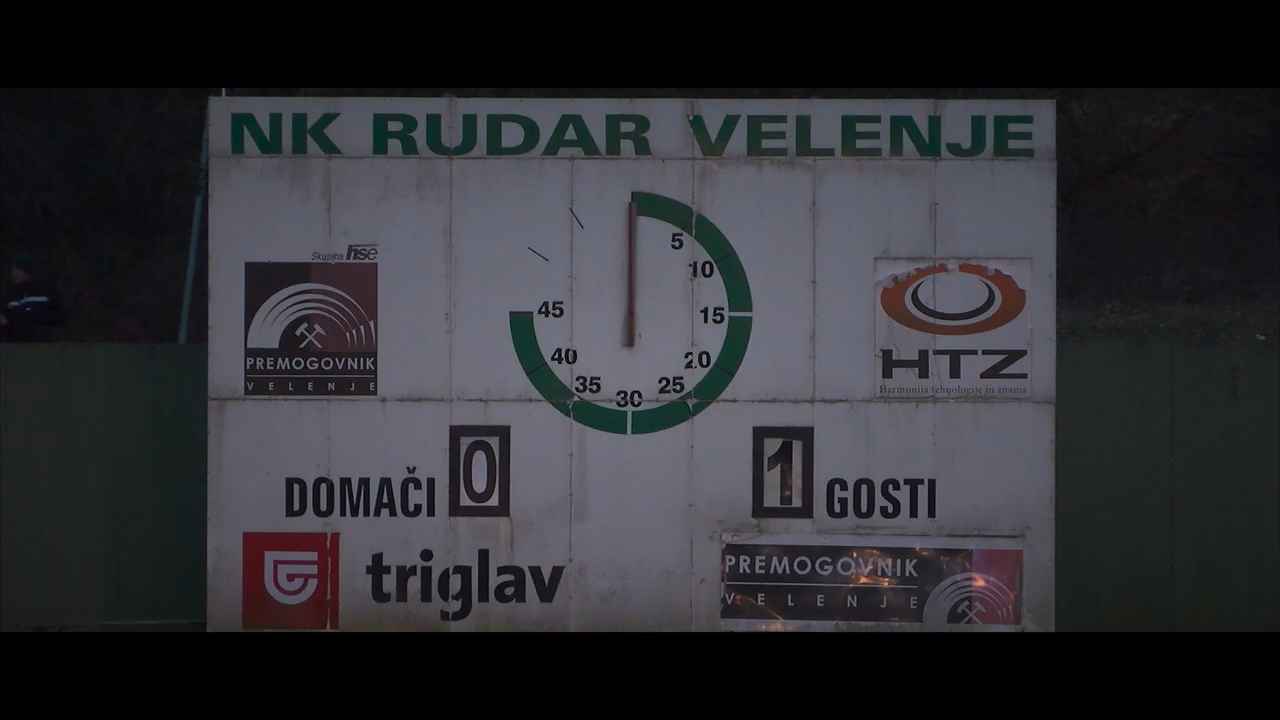 NK RUDAR VELENJE
Skupina hse
PREMOGOVNIK
VELENJE
5
10
15
20
25
30
35
40
45
HTZ
Harmonija tehnologije in znanja
DOMAČI 0
1 GOSTI
triglav
PREMOGOVNIK
VELENJE